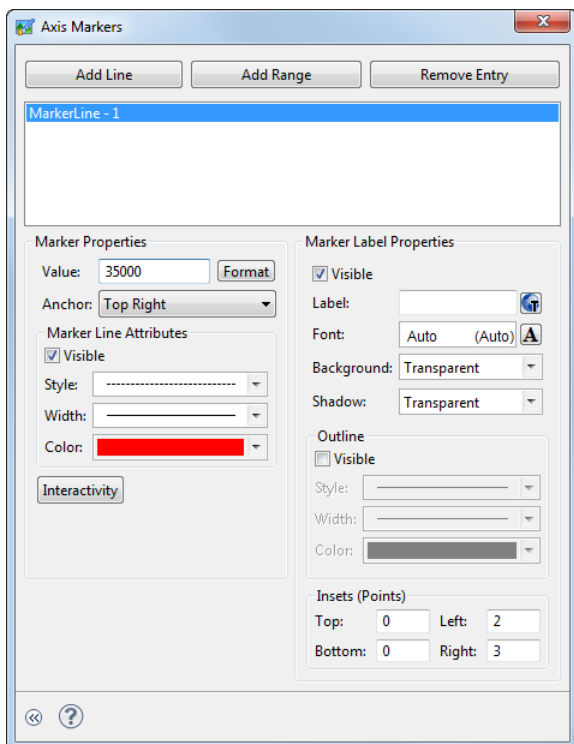 Axis Markers
Add Line Add Range Remove Entry
MarkerLine - 1
Marker Properties
Value: 35000 Format
Anchor: Top Right
Marker Line Attributes
Visible
Style:
Width:
Color:
Interactivity
Marker Label Properties
Visible
Label:
Font: Auto (Auto) A
Background: Transparent
Shadow: Transparent
Outline
Visible
Style:
Width:
Color:
Insets (Points)
Top: 0 Left: 2
Bottom: 0 Right: 3